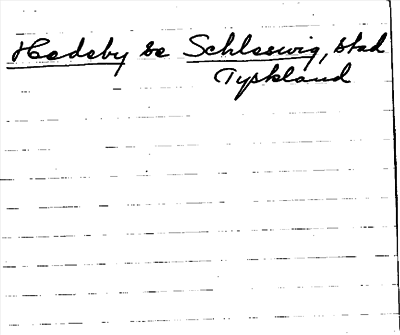 Hedeby se Schleswig, stad
Tyskland